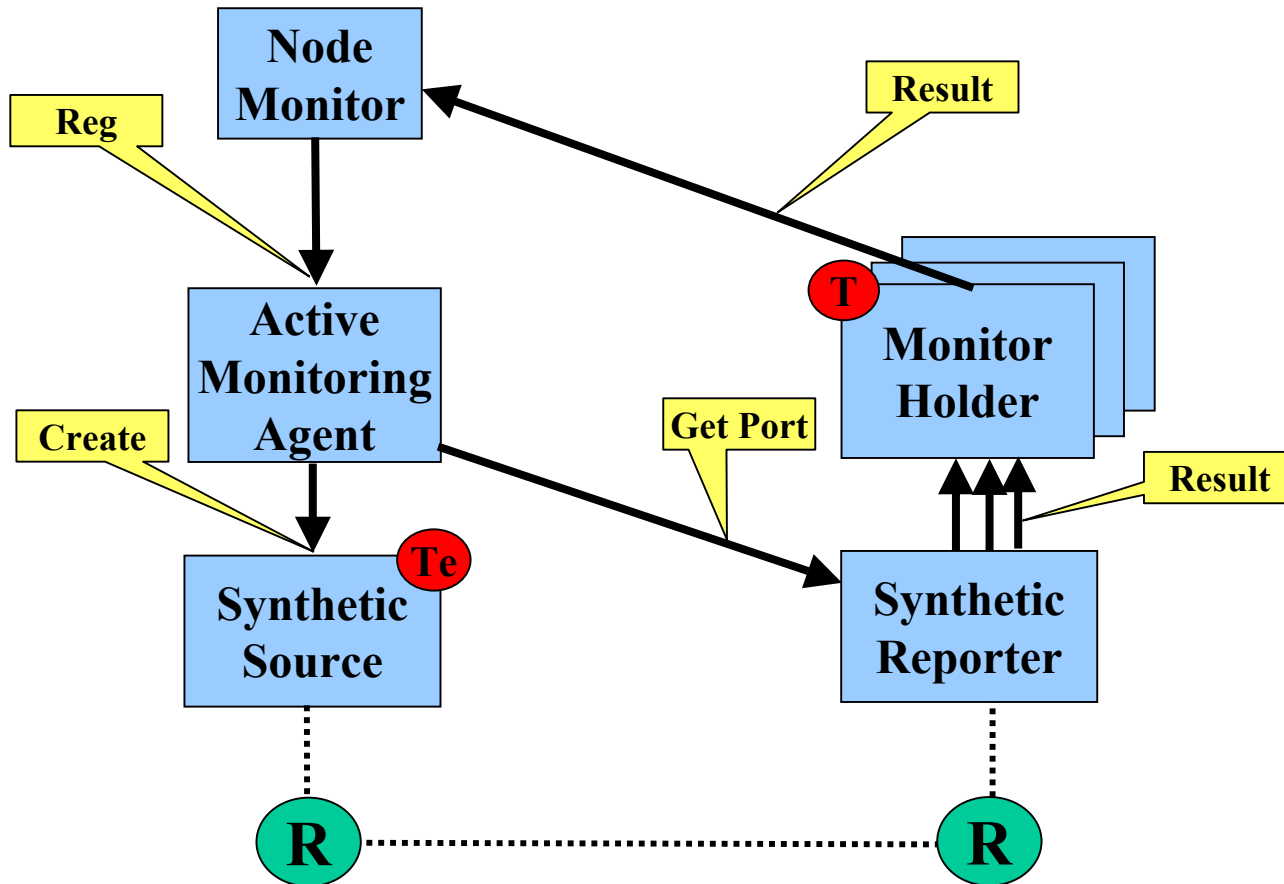 Node
Monitor
Result
Reg
T
Active
Monitoring
Agent
Monitor
Holder
Create
Get Port
Result
Te
Synthetic
Source
Synthetic
Reporter
R
R